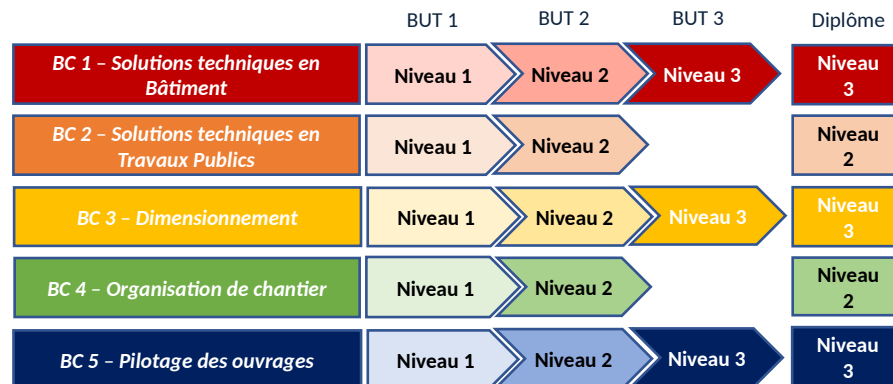 BUT 1 BUT 2 BUT 3 Diplôme
BC 1 – Solutions techniques en
Bâtiment
Niveau 1 Niveau 2 Niveau 3
Niveau
3
BC 2 – Solutions techniques en
Travaux Publics
Niveau 1 Niveau 2
Niveau
2
BC 3 – Dimensionnement
Niveau 1 Niveau 2 Niveau 3
Niveau
3
BC 4 – Organisation de chantier
Niveau 1 Niveau 2
Niveau
2
BC 5 – Pilotage des ouvrages
Niveau 1 Niveau 2 Niveau 3
Niveau
3